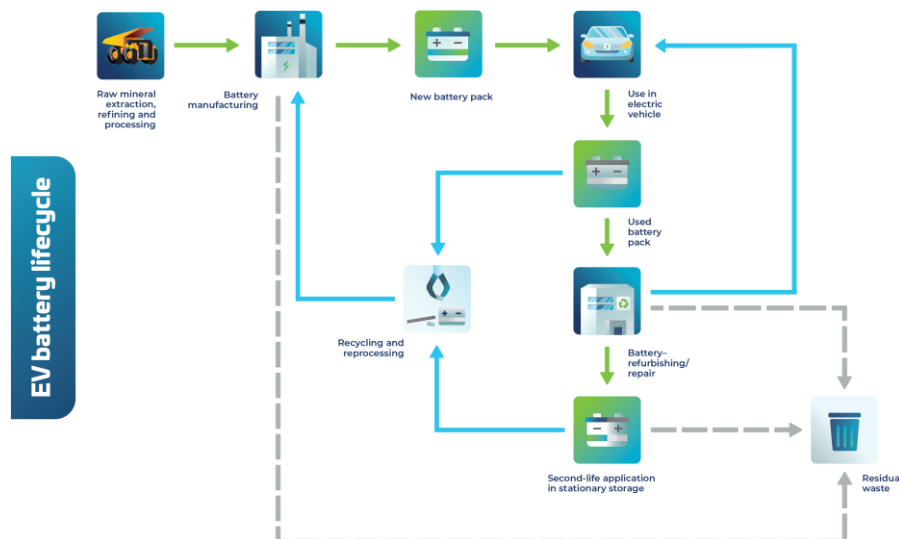 Raw mineral
extraction,
refining and
processing
Battery
manufacturing
New battery pack
Use in
electric
vehicle
EV battery lifecycle
Used
battery
pack
Recycling and
reprocessing
Battery–
refurbishing/
repair
Second-life application
in stationary storage
Residual
waste